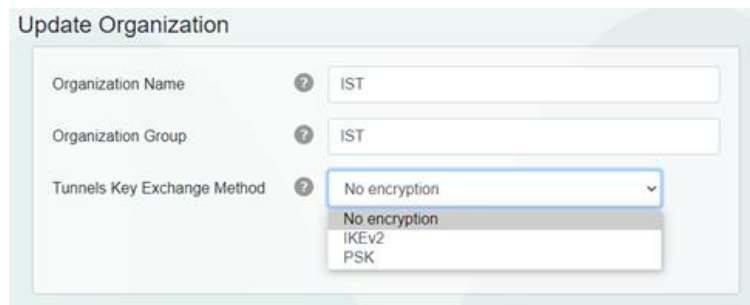 Update Organization
Organization Name ? IST
Organization Group ? IST
Tunnels Key Exchange Method ? No encryption
No encryption
IKEv2
PSK